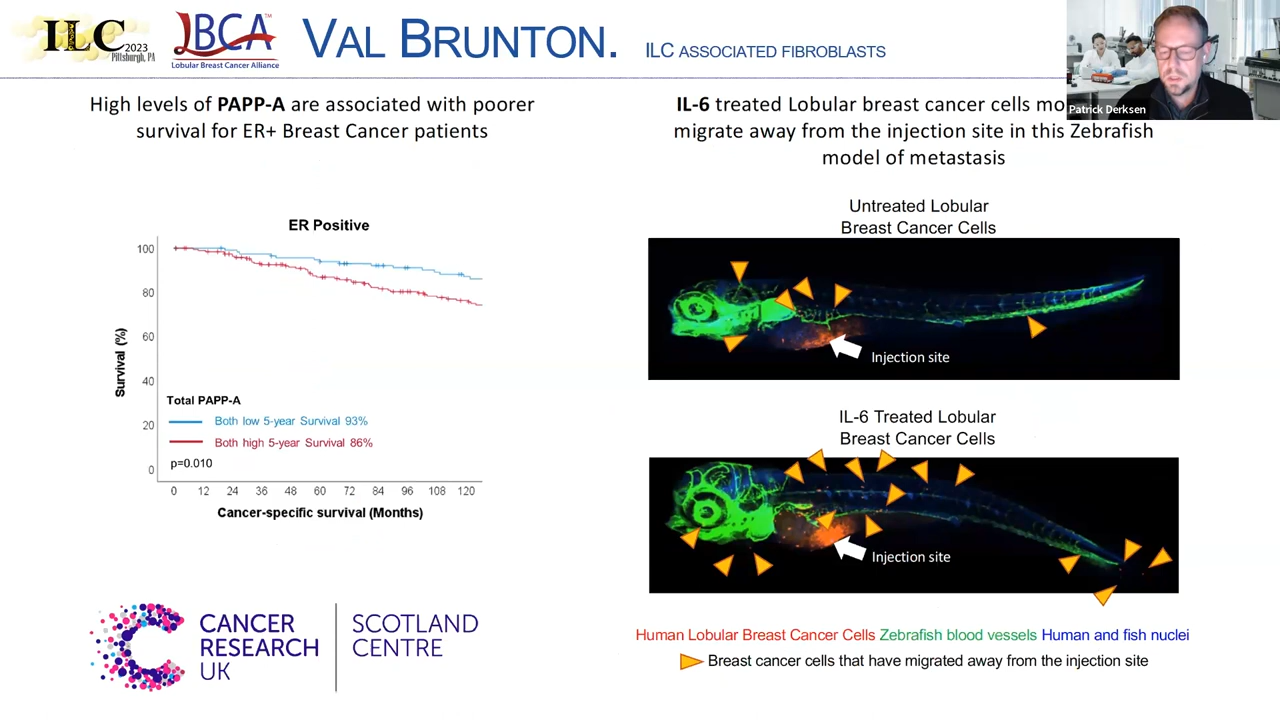 ILC 2023
Pittsburgh, PA
LBCA™
Lobular Breast Cancer Alliance
VAL BRUNTON. ILC ASSOCIATED FIBROBLASTS
Patrick Derksen
High levels of PAPP-A are associated with poorer
survival for ER+ Breast Cancer patients
ER Positive
Survival (%)
100
80
60
40
20
0
Total PAPP-A
Both low 5-year Survival 93%
Both high 5-year Survival 86%
p=0.010
0 12 24 36 48 60 72 84 96 108 120
Cancer-specific survival (Months)
CANCER
RESEARCH
UK
SCOTLAND
CENTRE
IL-6 treated Lobular breast cancer cells
migrate away from the injection site in this Zebrafish
model of metastasis
Untreated Lobular
Breast Cancer Cells
Injection site
IL-6 Treated Lobular
Breast Cancer Cells
Injection site
Human Lobular Breast Cancer Cells Zebrafish blood vessels Human and fish nuclei
Breast cancer cells that have migrated away from the injection site